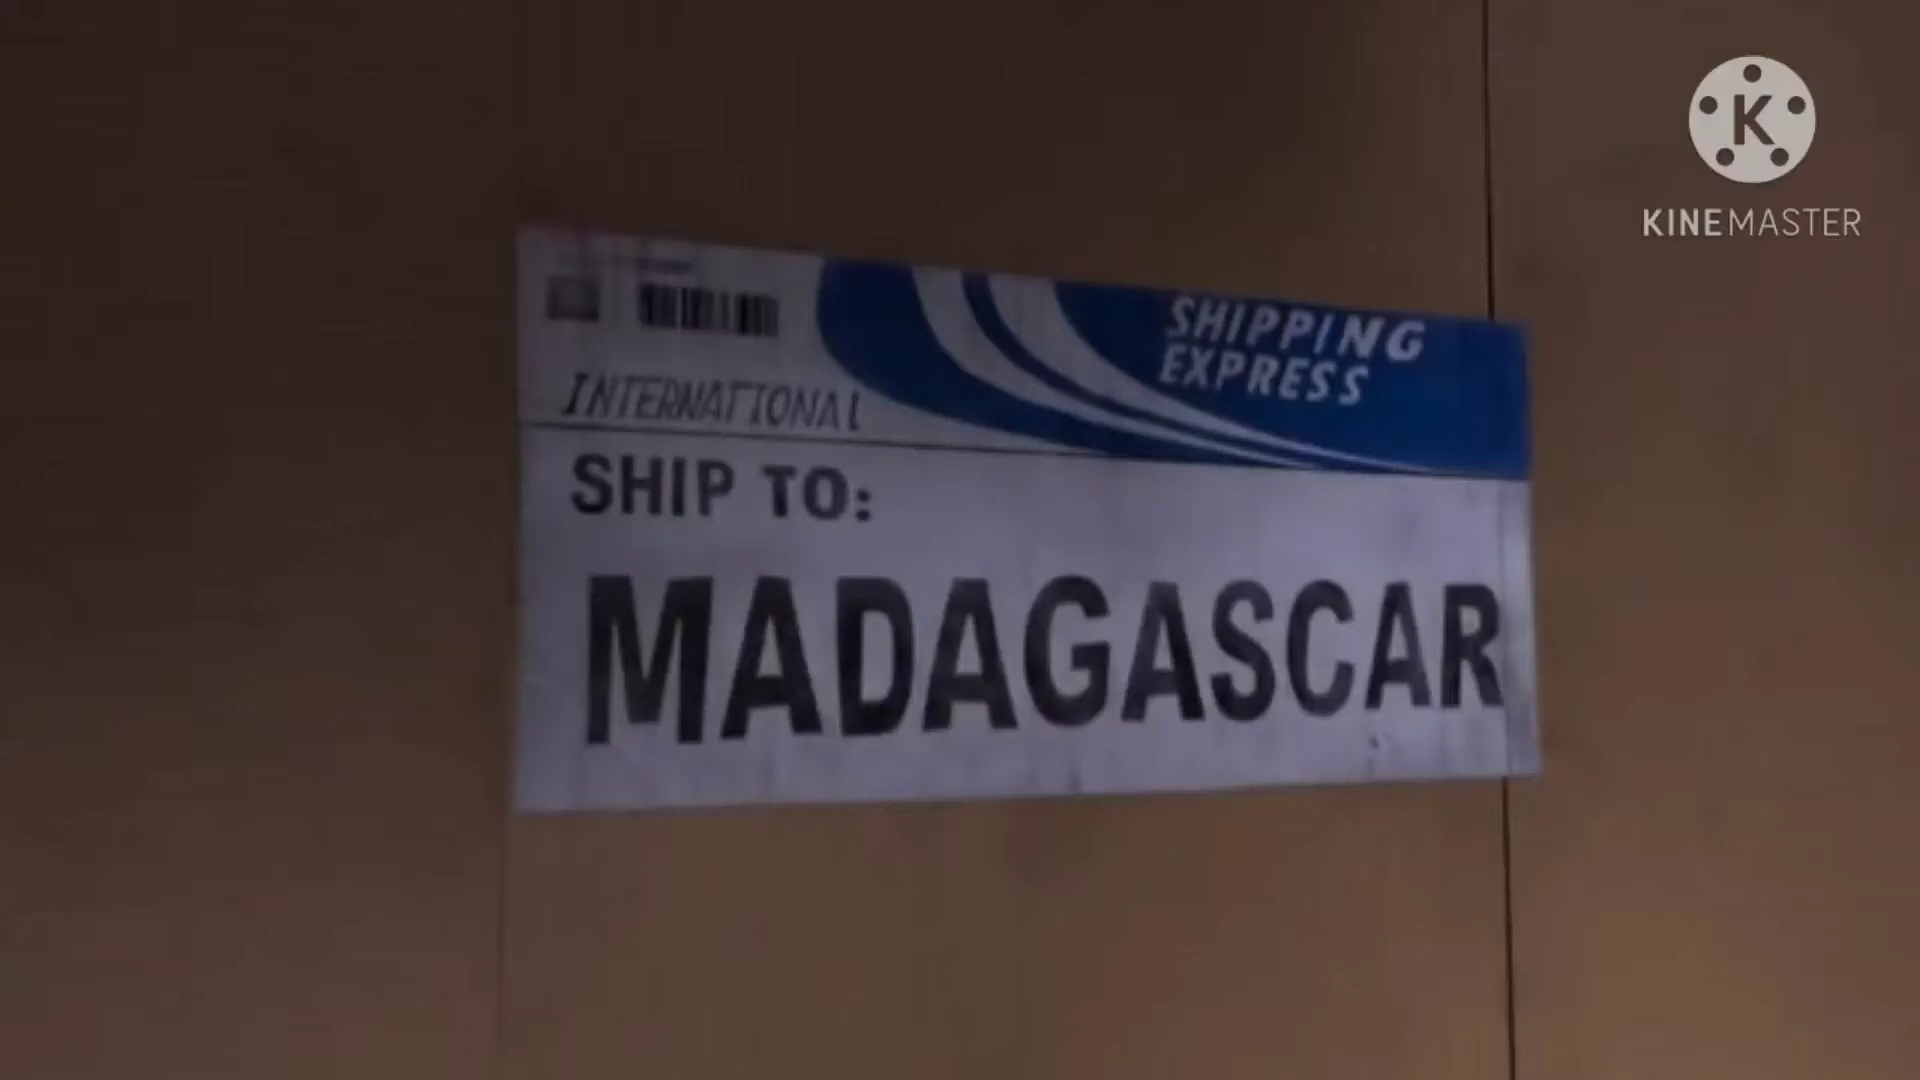 K
KINEMASTER
SHIPPING
EXPRESS
INTERNATIONAL
SHIP TO:
MADAGASCAR